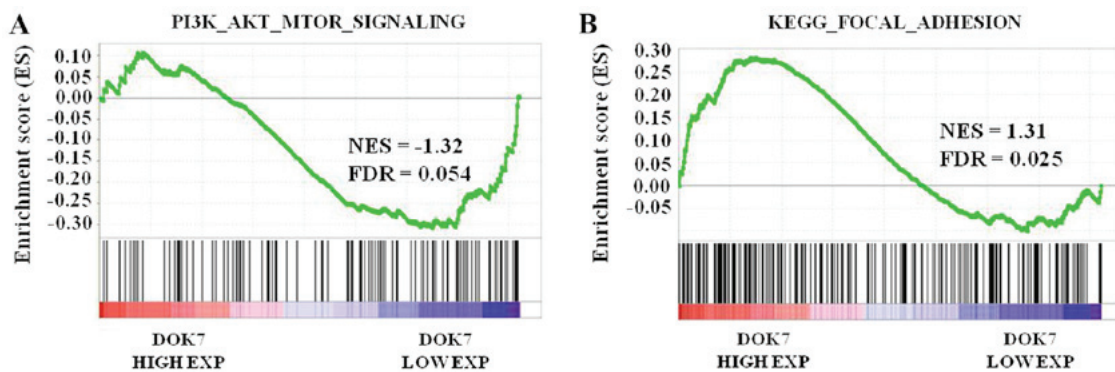 A
PI3K_AKT_MTOR_SIGNALING
Enrichment score (ES)
0.10
0.05
0.00
-0.05
-0.10
-0.15
-0.20
-0.25
-0.30
NES = -1.32
FDR = 0.054
DOK7
HIGH EXP
DOK7
LOW EXP
B
KEGG_FOCAL_ADHESION
Enrichment score (ES)
0.30
0.25
0.20
0.15
0.10
0.05
0.00
-0.05
NES = 1.31
FDR = 0.025
DOK7
HIGH EXP
DOK7
LOW EXP